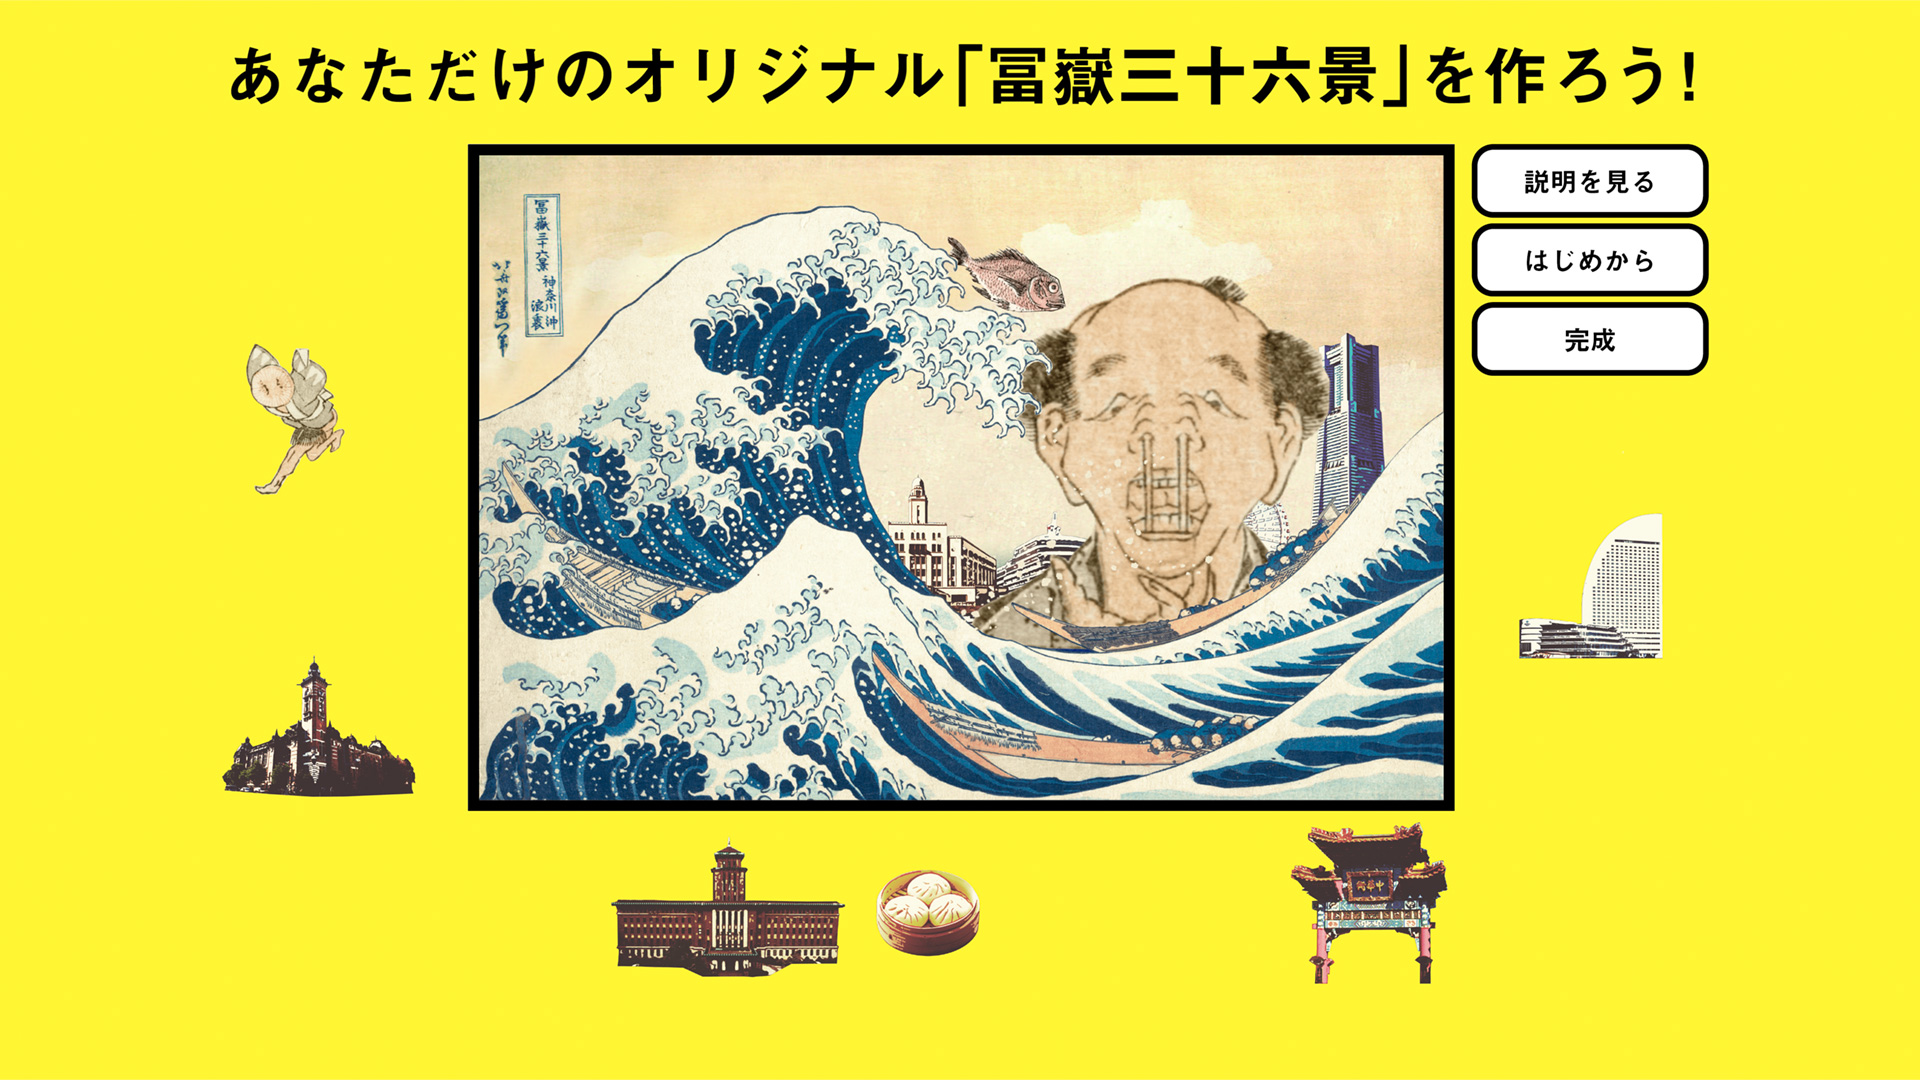 あなただけのオリジナル「冨嶽三十六景」を作ろう!
説明を見る
はじめから
完成
冨嶽三十六景
神奈川沖
浪裏